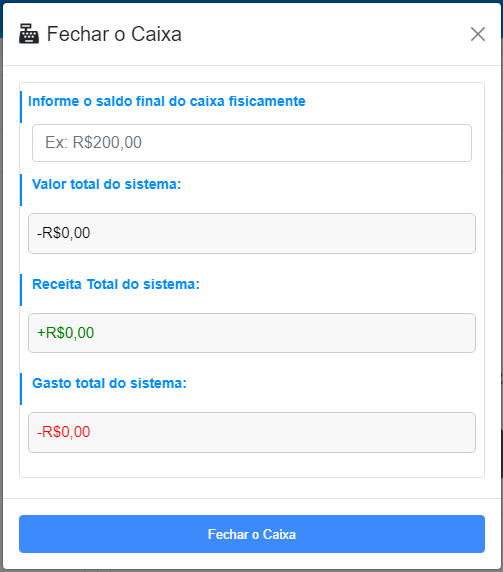 Fechar o Caixa
Informe o saldo final do caixa fisicamente
Ex: R$200,00
Valor total do sistema:
-R$0,00
Receita Total do sistema:
+R$0,00
Gasto total do sistema:
-R$0,00
Fechar o Caixa